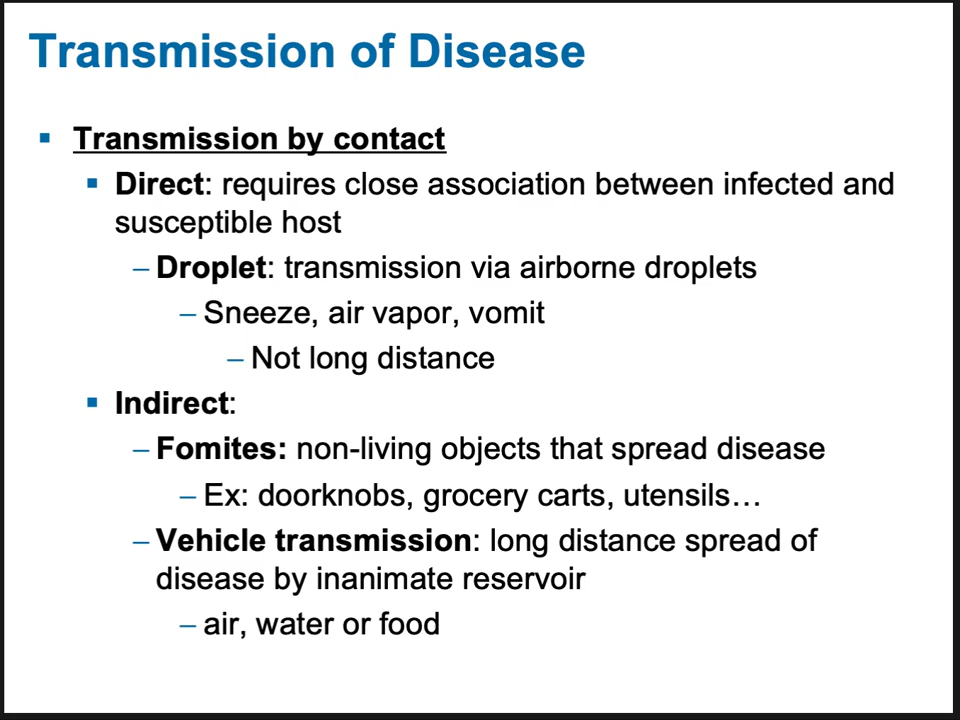 Transmission of Disease
▪ Transmission by contact
▪ Direct: requires close association between infected and
susceptible host
– Droplet: transmission via airborne droplets
– Sneeze, air vapor, vomit
– Not long distance
▪ Indirect:
– Fomites: non-living objects that spread disease
– Ex: doorknobs, grocery carts, utensils…
– Vehicle transmission: long distance spread of
disease by inanimate reservoir
– air, water or food